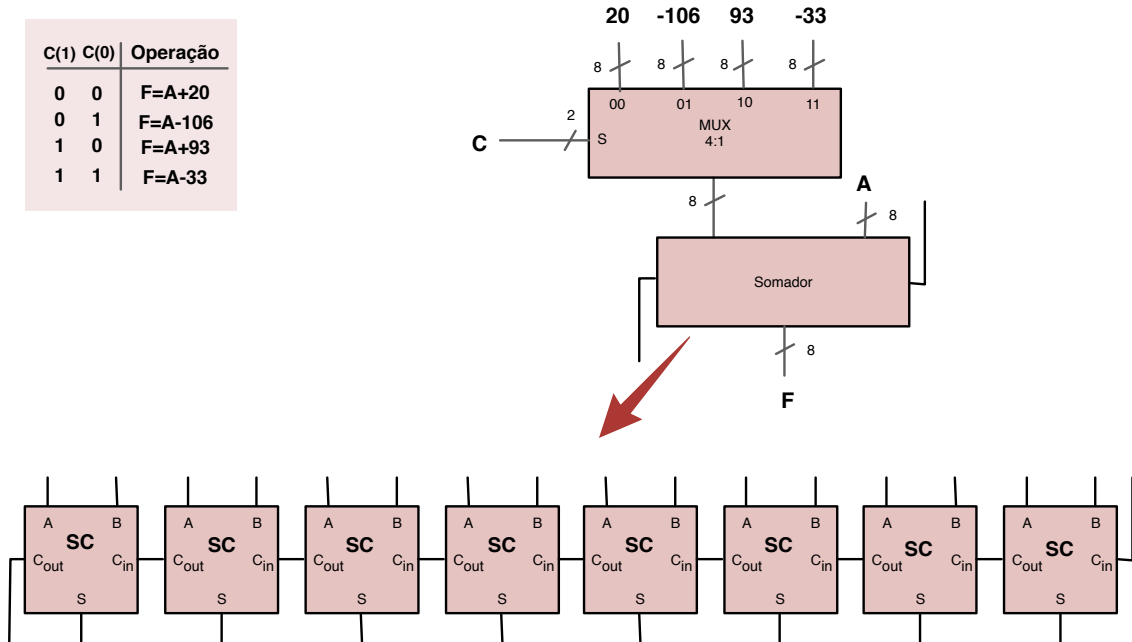 C(1) C(0) Operação
0 0 F=A+20
0 1 F=A-106
1 0 F=A+93
1 1 F=A-33
20 -106 93 -33
8 8 8 8
00 01 10 11
MUX
4:1
2
C
S
8
A
8
Somador
8
F
A B A B A B A B A B A B A B A B
SC SC SC SC SC SC SC SC
Cout Cin Cout Cin Cout Cin Cout Cin Cout Cin Cout Cin Cout Cin Cout Cin
S S S S S S S S